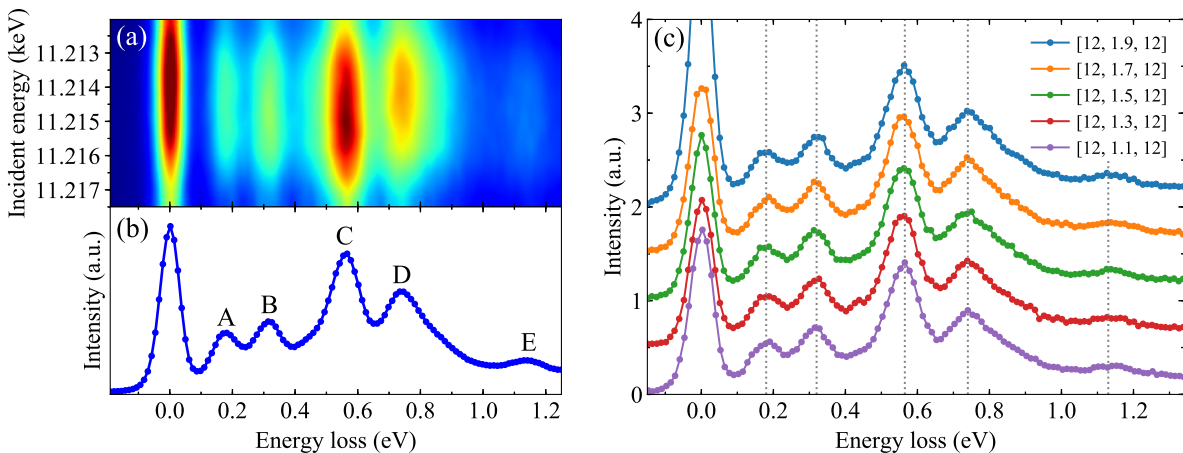 (a)
Incident energy (keV)
11.213
11.214
11.215
11.216
11.217
(b)
Intensity (a.u.)
A
B
C
D
E
0.0 0.2 0.4 0.6 0.8 1.0 1.2
Energy loss (eV)
(c)
Intensity (a.u.)
4
3
2
1
0
[12, 1.9, 12]
[12, 1.7, 12]
[12, 1.5, 12]
[12, 1.3, 12]
[12, 1.1, 12]
0.0 0.2 0.4 0.6 0.8 1.0 1.2
Energy loss (eV)